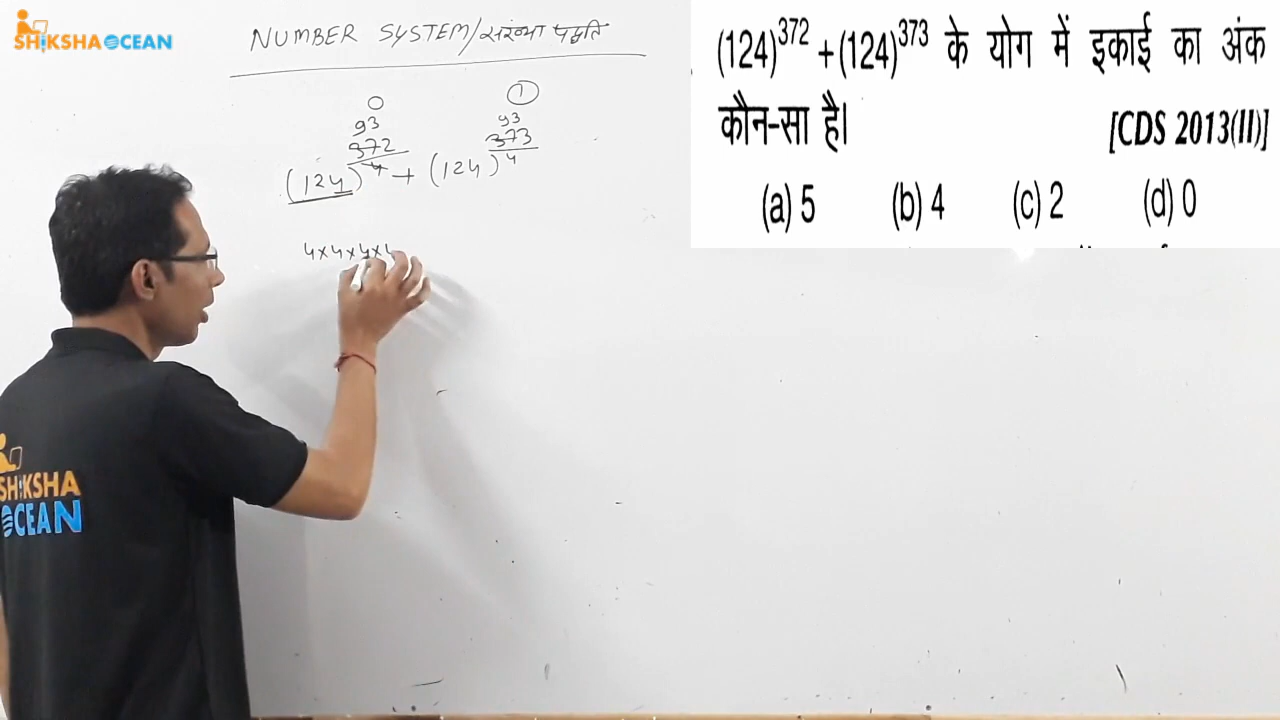 SHIKSHA OCEAN
NUMBER SYSTEM/संख्या पद्धति
0 1
93 93
372 373
(124) 4 + (124) 4
4×4×4×4
(124)^372 + (124)^373 के योग में इकाई का अंक
कौन-सा है। [CDS 2013(II)]
(a) 5 (b) 4 (c) 2 (d) 0
SHIKSHA
OCEAN